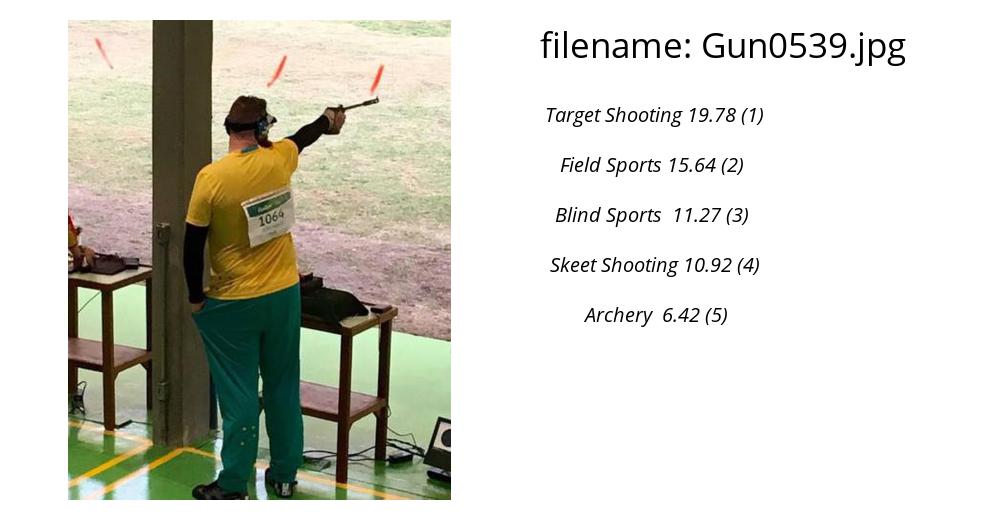 filename: Gun0539.jpg
Target Shooting 19.78 (1)
Field Sports 15.64 (2)
Blind Sports 11.27 (3)
Skeet Shooting 10.92 (4)
Archery 6.42 (5)
1064